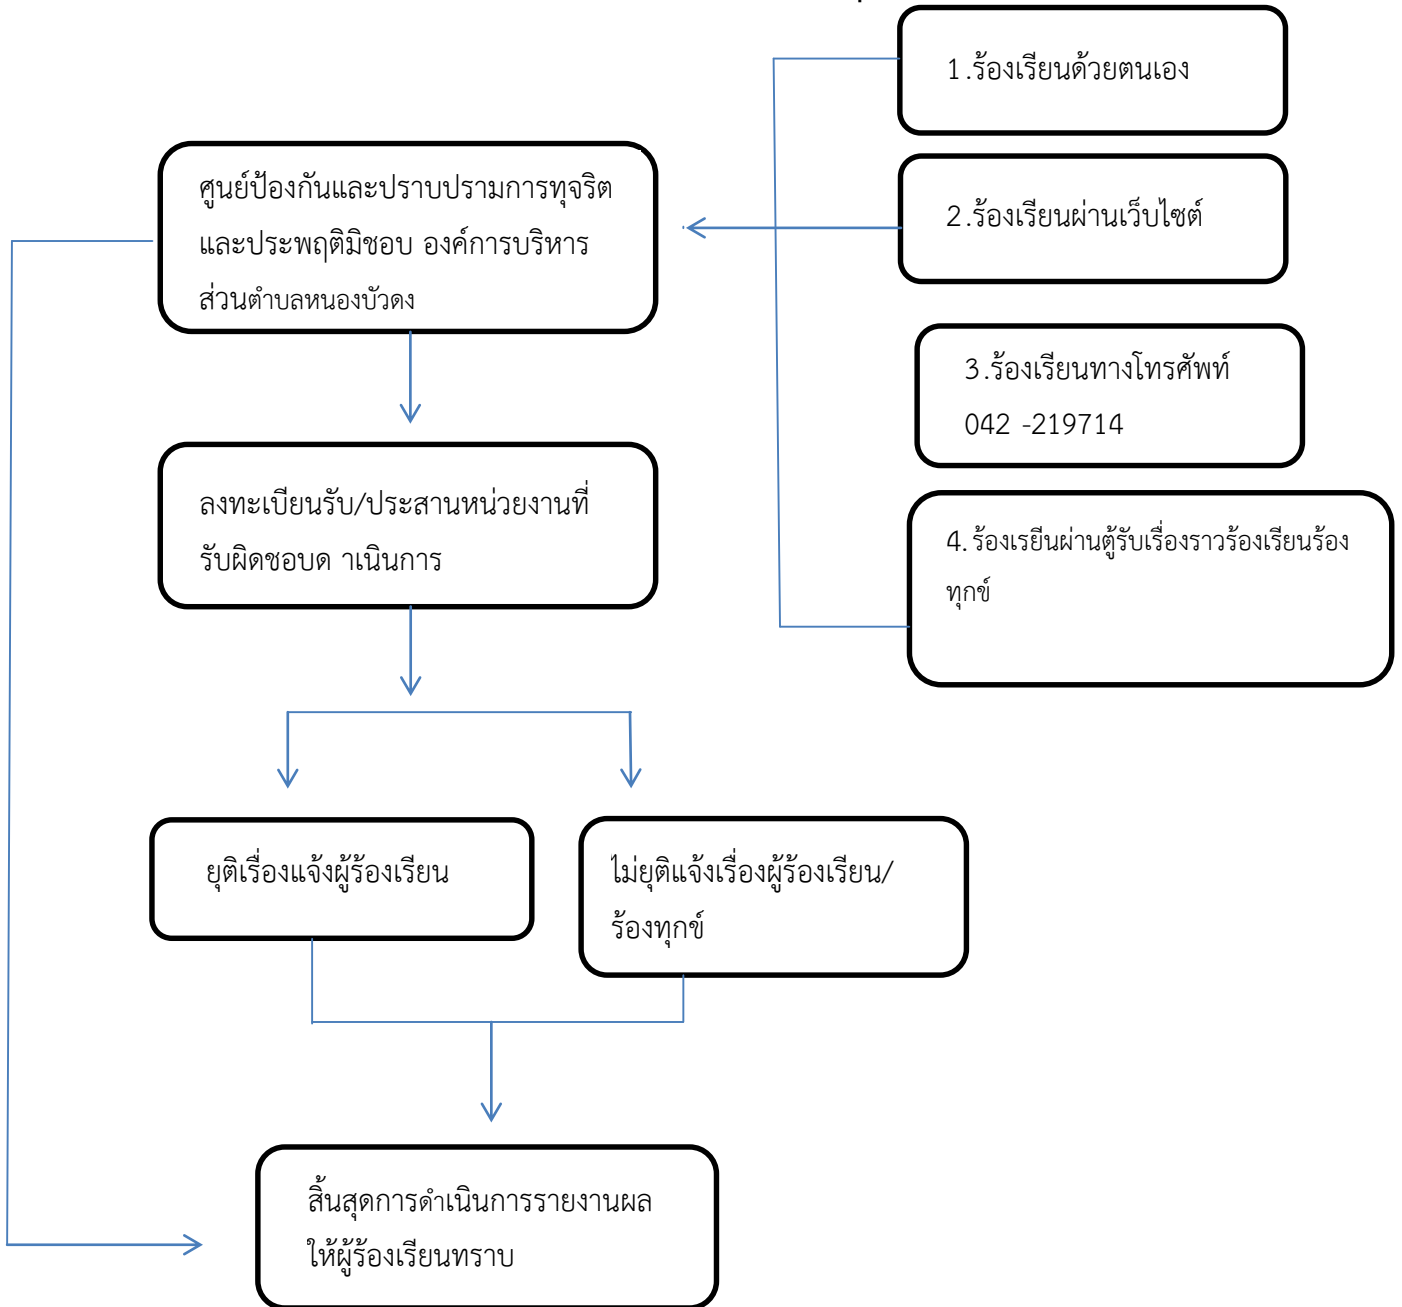 1.ร้องเรียนด้วยตนเอง
ศูนย์ป้องกันและปราบปรามการทุจริต
และประพฤติมิชอบ องค์การบริหาร
ส่วนตำบลหนองบัวดง
2.ร้องเรียนผ่านเว็บไซต์
3.ร้องเรียนทางโทรศัพท์
042 -219714
ลงทะเบียนรับ/ประสานหน่วยงานที่
รับผิดชอบด าเนินการ
4. ร้องเรยีนผ่านตู้รับเรื่องราวร้องเรียนร้อง
ทุกข์
ยุติเรื่องแจ้งผู้ร้องเรียน
ไม่ยุติแจ้งเรื่องผู้ร้องเรียน/
ร้องทุกข์
สิ้นสุดการดำเนินการรายงานผล
ให้ผู้ร้องเรียนทราบ